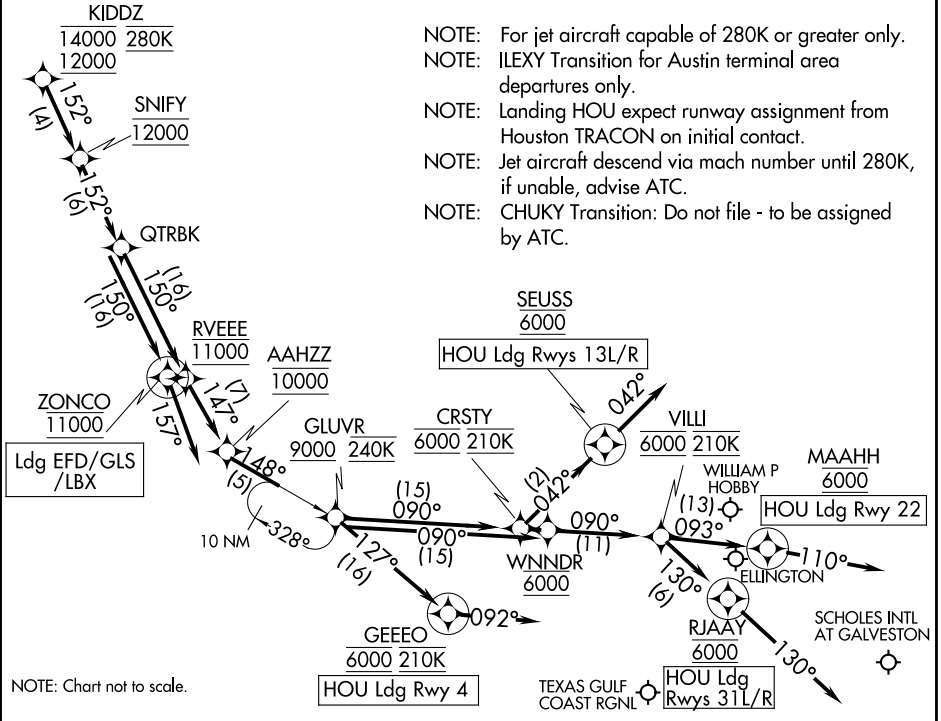 KIDDZ
14000 280K
12000
152°
(4)
SNIFY
12000
152°
(6)
QTRBK
150°
(16)
(16)
150°
RVEEE
11000
ZONCO
11000
Ldg EFD/GLS
/LBX
157°
(7)
147°
AAHZZ
10000
148°
(5)
10 NM
328°
GLUVR
9000 240K
(15)
090°
090°
(15)
127°
(16)
GEEEO
6000 210K
HOU Ldg Rwy 4
092°
CRSTY
6000 210K
(2)
042°
SEUSS
6000
HOU Ldg Rwys 13L/R
042°
WNNDR
6000
090°
(11)
VILLI
6000 210K
WILLIAM P
HOBBY
(13)
093°
MAAHH
6000
HOU Ldg Rwy 22
110°
ELLINGTON
130°
(6)
RJAAY
6000
HOU Ldg
Rwys 31L/R
130°
SCHOLES INTL
AT GALVESTON
TEXAS GULF
COAST RGNL
NOTE: For jet aircraft capable of 280K or greater only.
NOTE: ILEXY Transition for Austin terminal area
departures only.
NOTE: Landing HOU expect runway assignment from
Houston TRACON on initial contact.
NOTE: Jet aircraft descend via mach number until 280K,
if unable, advise ATC.
NOTE: CHUKY Transition: Do not file - to be assigned
by ATC.
NOTE: Chart not to scale.